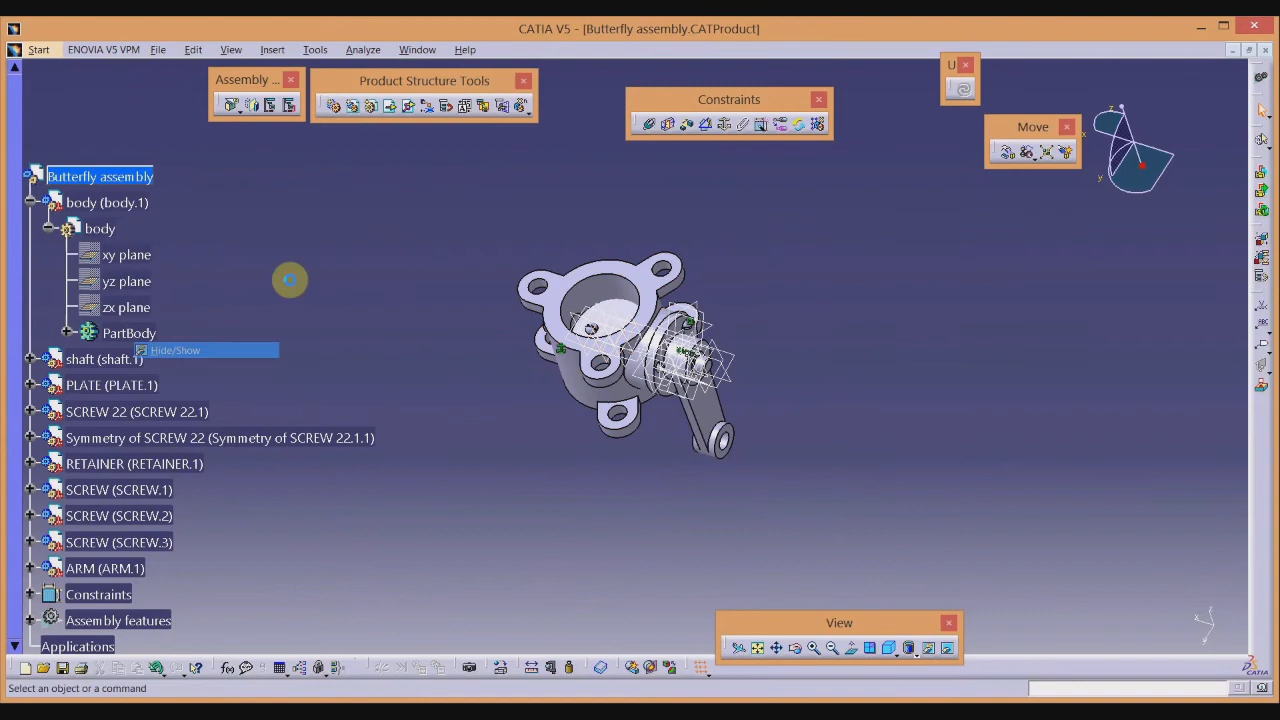 CATIA V5 - [Butterfly assembly.CATProduct]
Start ENOVIA V5 VPM File Edit View Insert Tools Analyze Window Help
Assembly ...
Product Structure Tools
Constraints
U
Move
z
x
y
Butterfly assembly
body (body.1)
body
xy plane
yz plane
zx plane
PartBody
Hide/Show
shaft (shaft.1)
PLATE (PLATE.1)
SCREW 22 (SCREW 22.1)
Symmetry of SCREW 22 (Symmetry of SCREW 22.1.1)
RETAINER (RETAINER.1)
SCREW (SCREW.1)
SCREW (SCREW.2)
SCREW (SCREW.3)
ARM (ARM.1)
Constraints
Assembly features
Applications
View
z
x
y
f(x)
CATIA
Select an object or a command